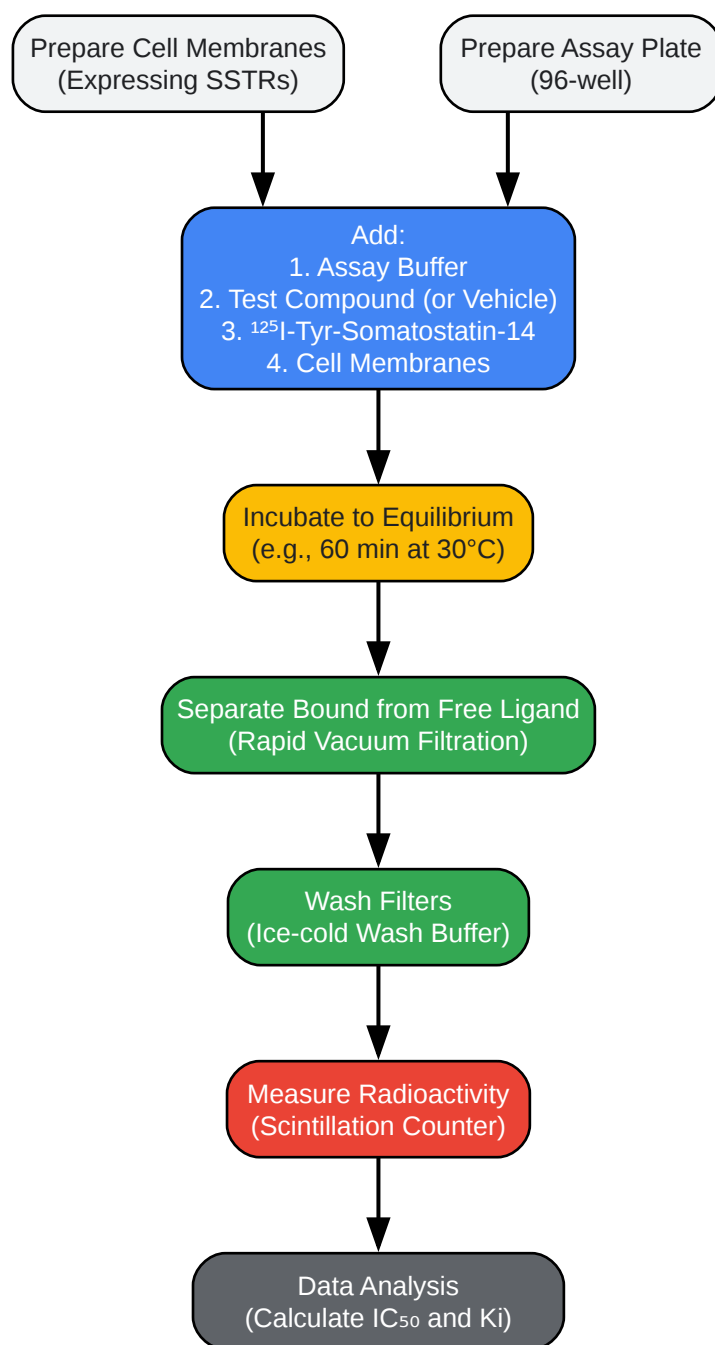 Prepare Cell Membranes
(Expressing SSTRs)
Prepare Assay Plate
(96-well)
Add:
1. Assay Buffer
2. Test Compound (or Vehicle)
3. ¹²⁵I-Tyr-Somatostatin-14
4. Cell Membranes
Incubate to Equilibrium
(e.g., 60 min at 30°C)
Separate Bound from Free Ligand
(Rapid Vacuum Filtration)
Wash Filters
(Ice-cold Wash Buffer)
Measure Radioactivity
(Scintillation Counter)
Data Analysis
(Calculate IC₅₀ and Ki)